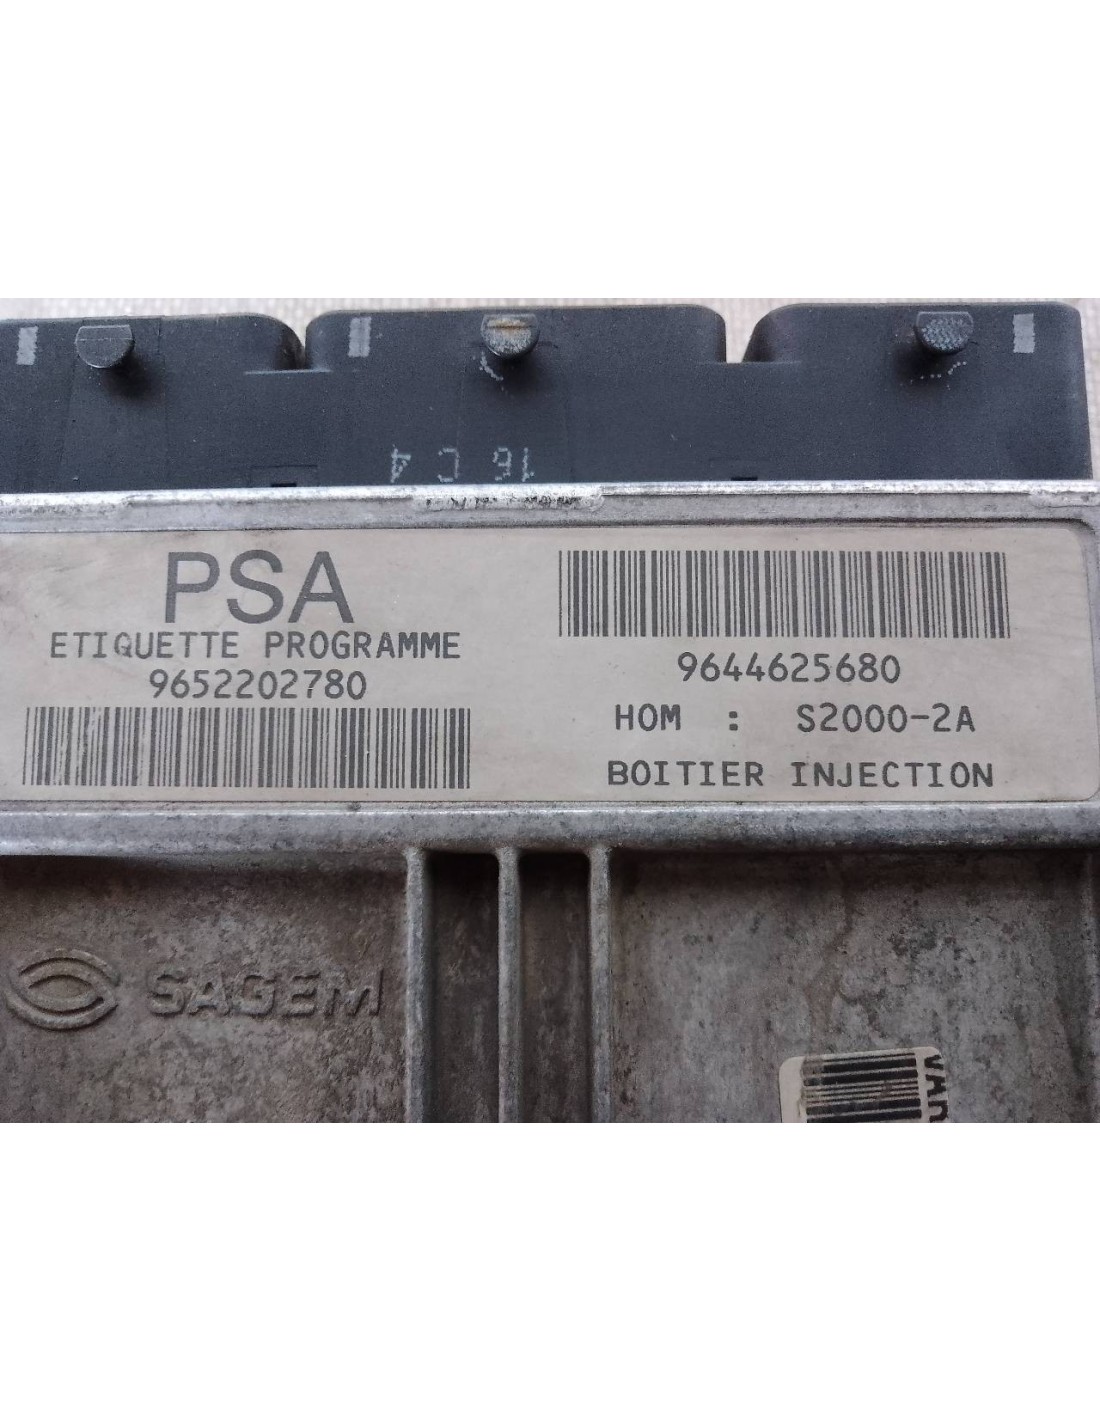 16 C 4
PSA
ETIQUETTE PROGRAMME
9652202780
9644625680
HOM : S2000-2A
BOITIER INJECTION
SAGEM